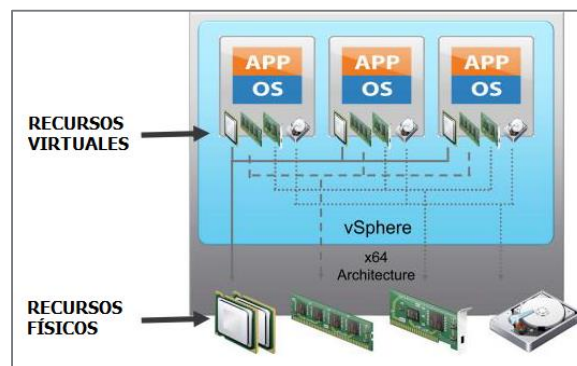 APP
OS
APP
OS
APP
OS
RECURSOS
VIRTUALES
vSphere
x64
Architecture
RECURSOS
FÍSICOS